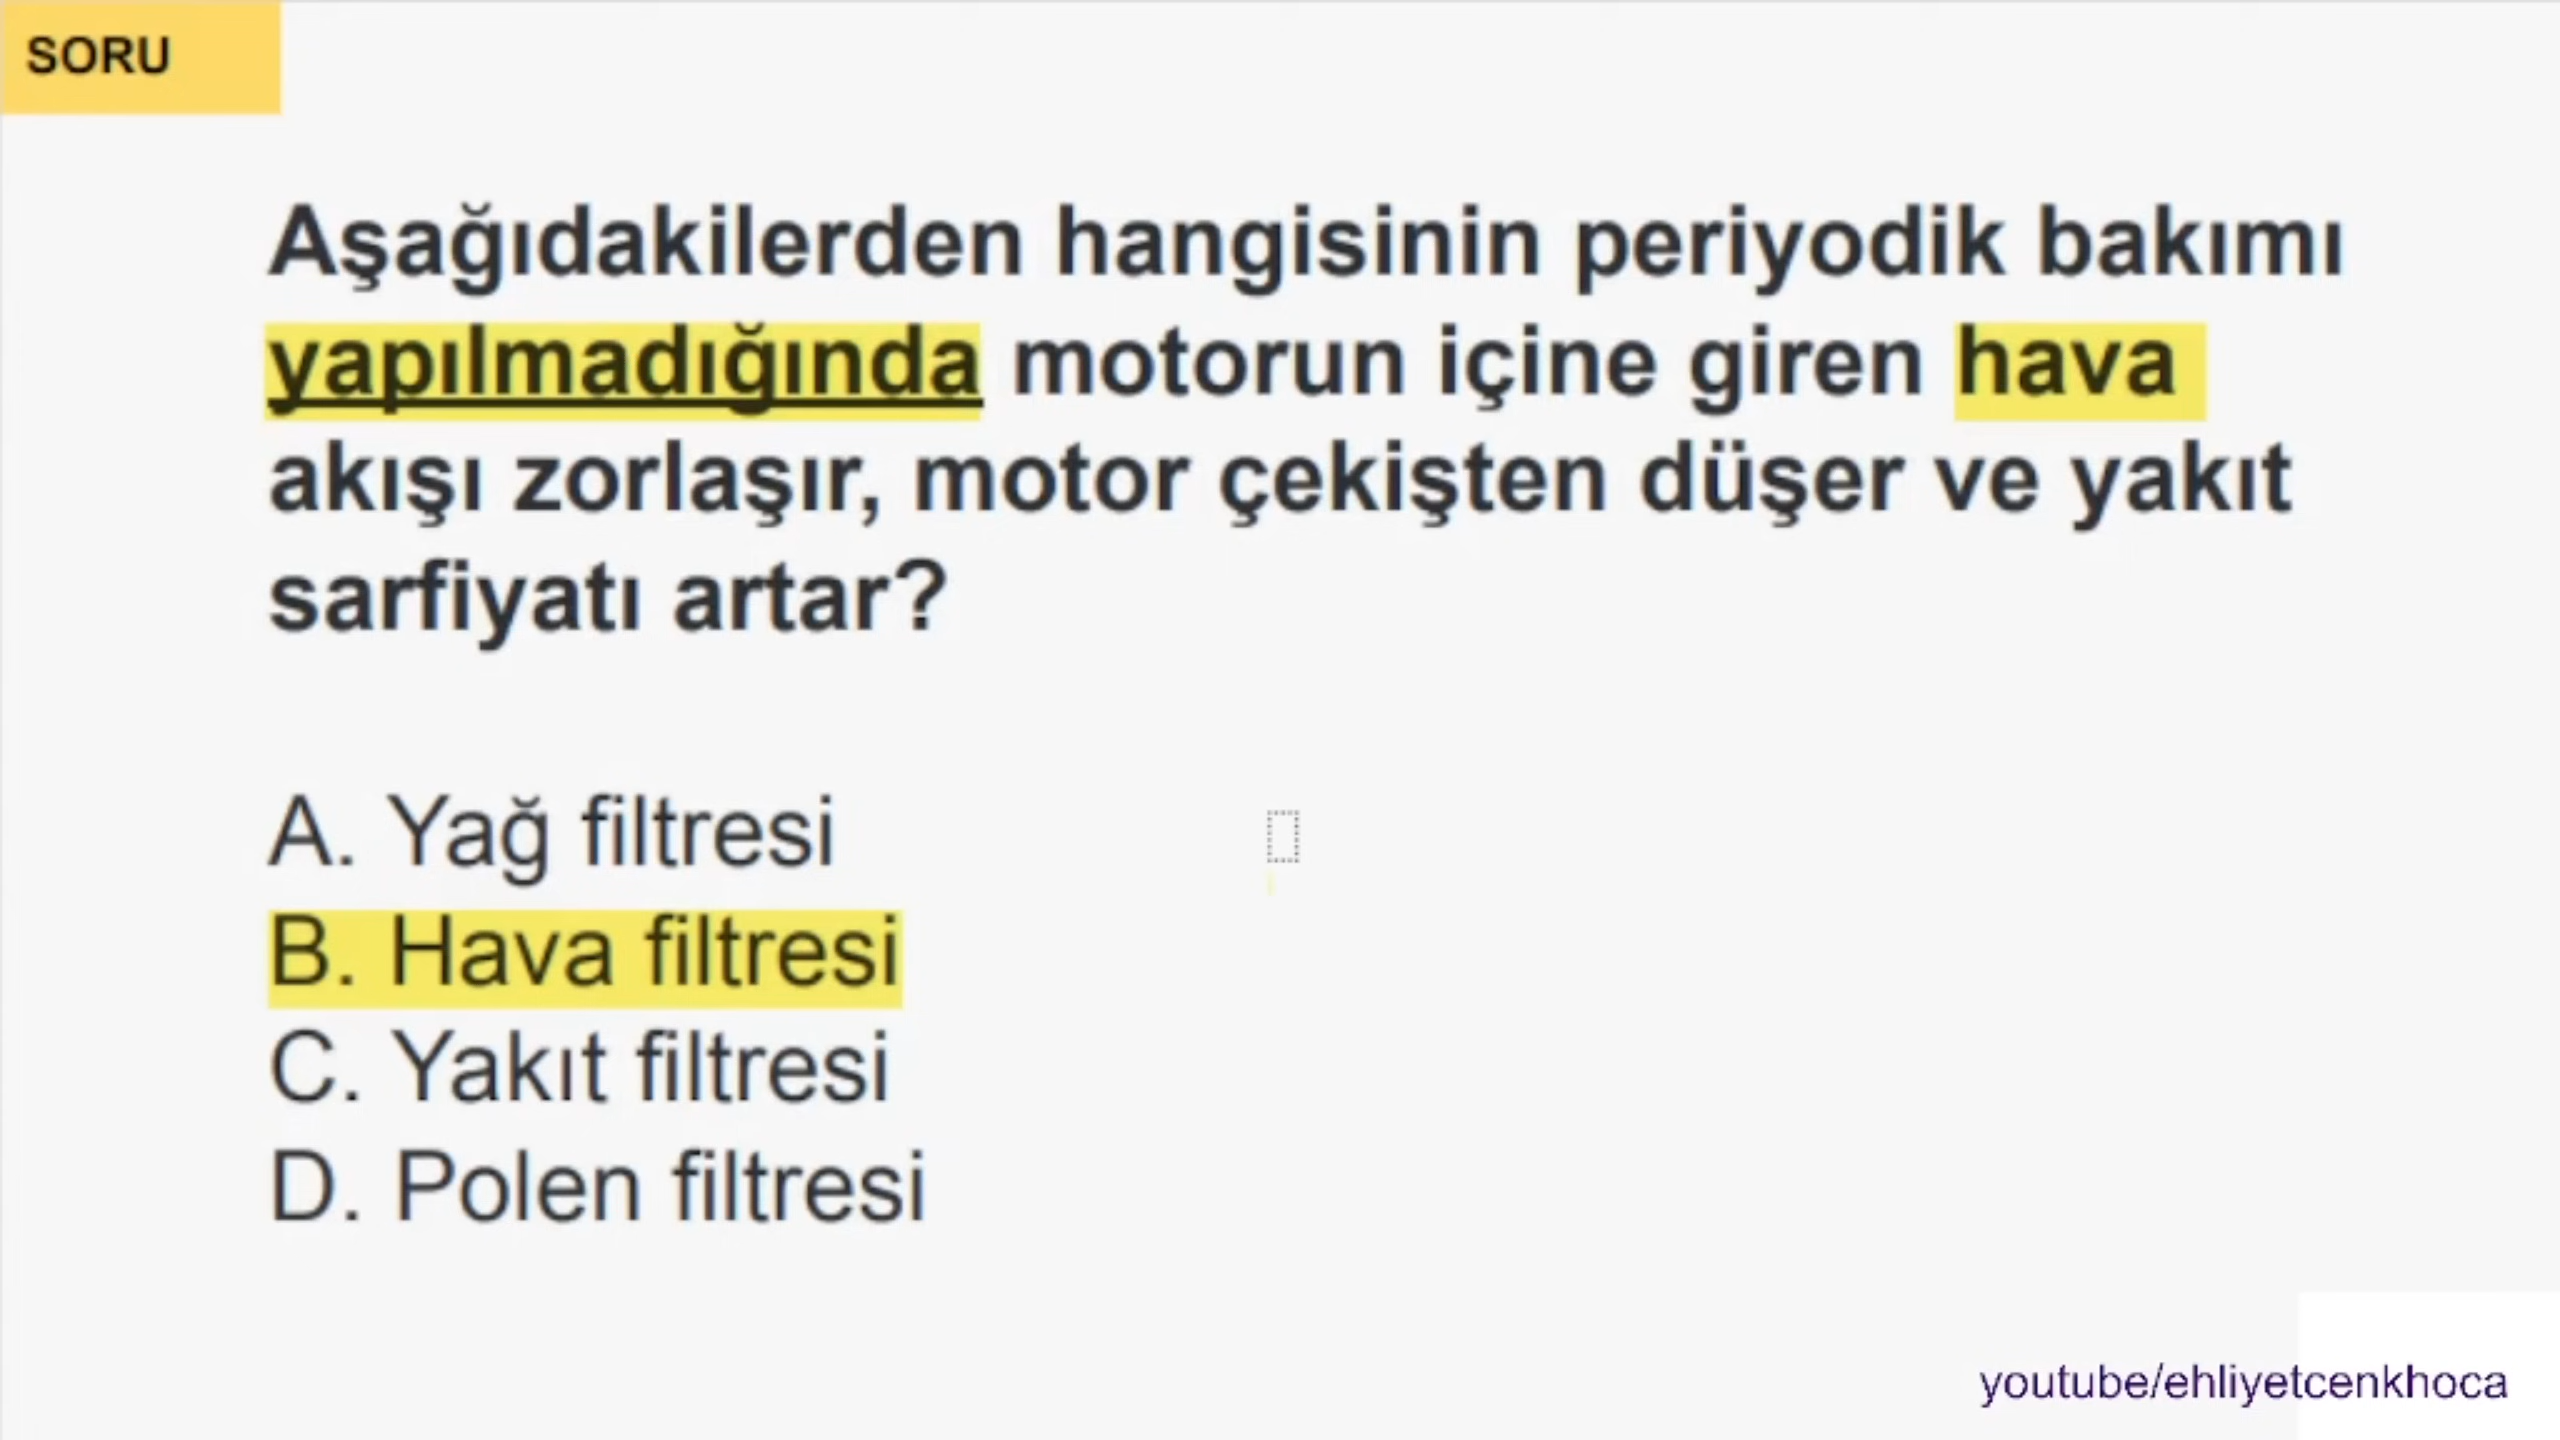 SORU
Aşağıdakilerden hangisinin periyodik bakımı
yapılmadığında motorun içine giren hava
akışı zorlaşır, motor çekişten düşer ve yakıt
sarfiyatı artar?
A. Yağ filtresi
B. Hava filtresi
C. Yakıt filtresi
D. Polen filtresi
youtube/ehliyetcenkhoca